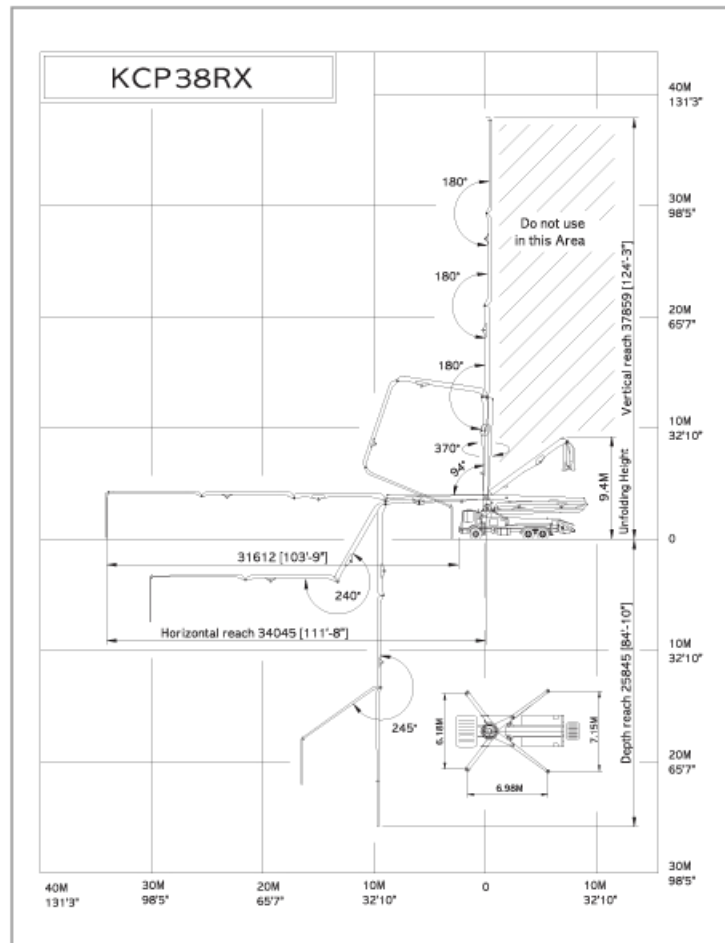 KCP38RX
40M
131'3"
180°
30M
98'5"
Do not use
in this Area
180°
20M
65'7"
Vertical reach 37859 [124'-3"]
180°
10M
32'10"
370°
94°
9.4M
Unfolding Height
0
31612 [103'-9"]
240°
Horizontal reach 34045 [111'-8"]
10M
32'10"
245°
Depth reach 25845 [84'-10"]
6.18M
7.15M
6.98M
20M
65'7"
30M
98'5"
40M
131'3"
30M
98'5"
20M
65'7"
10M
32'10"
0
10M
32'10"